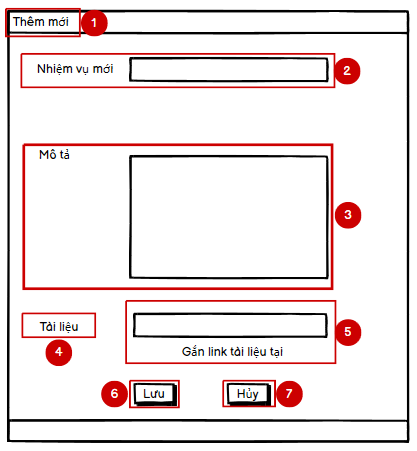 Thêm mới
1
Nhiệm vụ mới
2
Mô tả
3
Tài liệu
4
5
Gắn link tài liệu tại
6
Lưu
Hủy
7